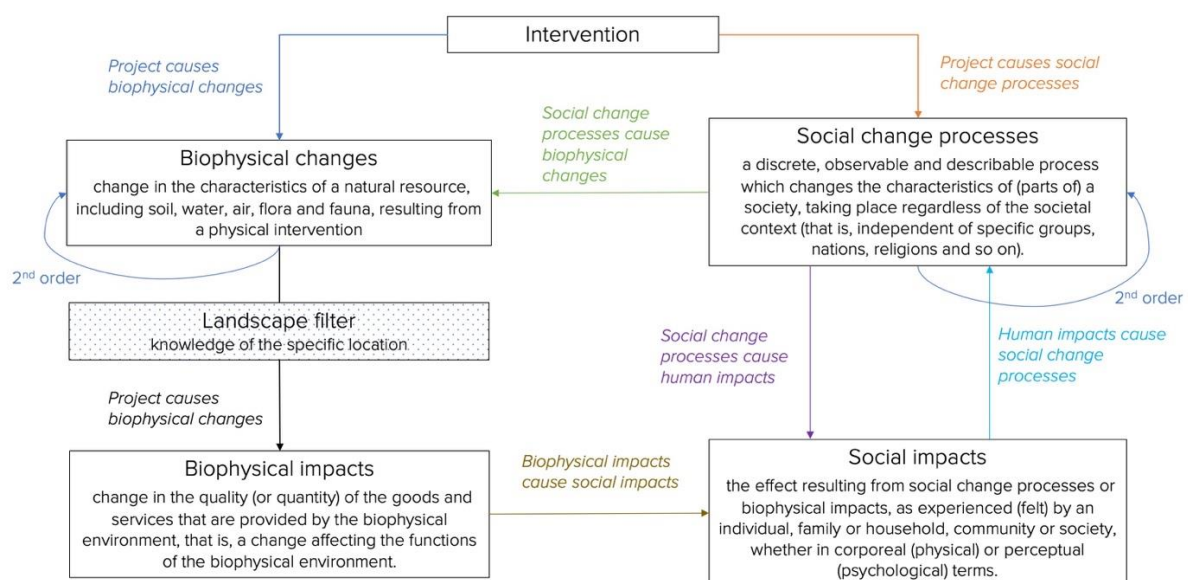 Intervention
Project causes
biophysical changes
Project causes social
change processes
Social change
processes cause
biophysical
changes
Biophysical changes
change in the characteristics of a natural resource,
including soil, water, air, flora and fauna, resulting from
a physical intervention
Social change processes
a discrete, observable and describable process
which changes the characteristics of (parts of) a
society, taking place regardless of the societal
context (that is, independent of specific groups,
nations, religions and so on).
2nd order
2nd order
Landscape filter
knowledge of the specific location
Social change
processes cause
human impacts
Human impacts cause
social change
processes
Project causes
biophysical changes
Biophysical impacts
change in the quality (or quantity) of the goods and
services that are provided by the biophysical
environment, that is, a change affecting the functions
of the biophysical environment.
Biophysical impacts
cause social impacts
Social impacts
the effect resulting from social change processes or
biophysical impacts, as experienced (felt) by an
individual, family or household, community or society,
whether in corporeal (physical) or perceptual
(psychological) terms.